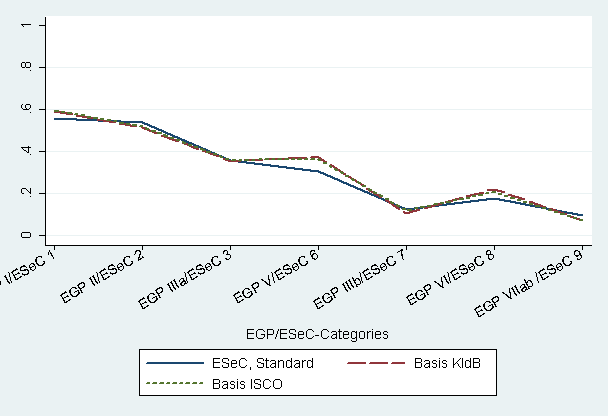 1
.8
.6
.4
.2
0
I/ESeC 1
EGP II/ESeC 2
EGP IIIa/ESeC 3
EGP V/ESeC 6
EGP IIIb/ESeC 7
EGP VI/ESeC 8
EGP VIIab /ESeC 9
EGP/ESeC-Categories
ESeC, Standard
Basis KldB
Basis ISCO